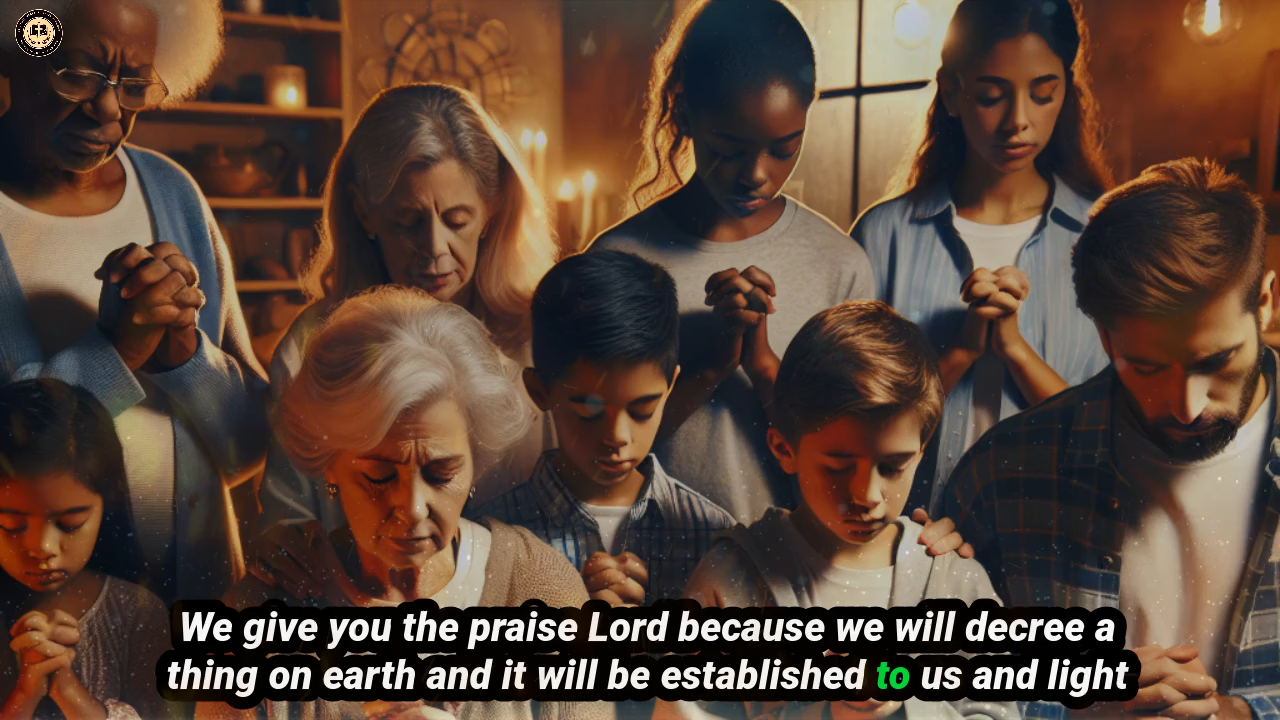 We give you the praise Lord because we will decree a
thing on earth and it will be established to us and light